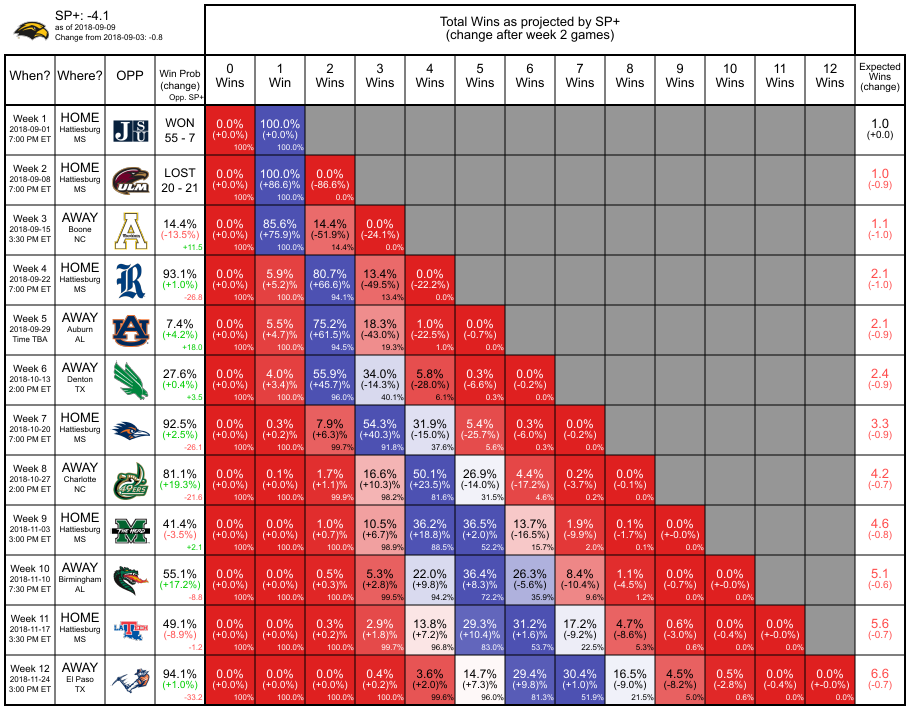 SP+: -4.1
as of 2018-09-09
Change from 2018-09-03: -0.8
Total Wins as projected by SP+
(change after week 2 games)
When? Where? OPP Win Prob (change) Opp. SP+ 0 Wins 1 Win 2 Wins 3 Wins 4 Wins 5 Wins 6 Wins 7 Wins 8 Wins 9 Wins 10 Wins 11 Wins 12 Wins Expected Wins (change)
Week 1 HOME WON 0.0% 100.0% 1.0
2018-09-01 Hattiesburg JSU 55 - 7 (+0.0%) (+0.0%) (+0.0)
7:00 PM ET MS 100% 100.0%
Week 2 HOME LOST 0.0% 100.0% 0.0% 1.0
2018-09-08 Hattiesburg ULM 20 - 21 (+0.0%) (+86.6)% (-86.6%) (-0.9)
7:00 PM ET MS 100% 100.0% 0.0%
Week 3 AWAY 14.4% 0.0% 85.6% 14.4% 0.0% 1.1
2018-09-15 Boone A (-13.5%) (+0.0%) (+75.9)% (-51.9%) (-24.1%) (-1.0)
3:30 PM ET NC +11.5 100% 100.0% 14.4% 0.0%
Week 4 HOME 93.1% 0.0% 5.9% 80.7% 13.4% 0.0% 2.1
2018-09-22 Hattiesburg R (+1.0%) (+0.0%) (+5.2)% (+66.6)% (-49.5%) (-22.2%) (-1.0)
7:00 PM ET MS -26.8 100% 100.0% 94.1% 13.4% 0.0%
Week 5 AWAY 7.4% 0.0% 5.5% 75.2% 18.3% 1.0% 0.0% 2.1
2018-09-29 Auburn AU (+4.2%) (+0.0%) (+4.7)% (+61.5)% (-43.0%) (-22.5%) (-0.7%) (-0.9)
Time TBA AL +18.0 100% 100.0% 94.5% 19.3% 1.0% 0.0%
Week 6 AWAY 27.6% 0.0% 4.0% 55.9% 34.0% 5.8% 0.3% 0.0% 2.4
2018-10-13 Denton (+0.4%) (+0.0%) (+3.4)% (+45.7)% (-14.3%) (-28.0%) (-6.6%) (-0.2%) (-0.9)
2:00 PM ET TX +3.5 100% 100.0% 96.0% 40.1% 6.1% 0.3% 0.0%
Week 7 HOME 92.5% 0.0% 0.3% 7.9% 54.3% 31.9% 5.4% 0.3% 0.0% 3.3
2018-10-20 Hattiesburg (+2.5%) (+0.0%) (+0.2)% (+6.3)% (+40.3)% (-15.0%) (-25.7%) (-6.0%) (-0.2%) (-0.9)
7:00 PM ET MS -26.1 100% 100.0% 99.7% 91.8% 37.6% 5.6% 0.3% 0.0%
Week 8 AWAY 81.1% 0.0% 0.1% 1.7% 16.6% 50.1% 26.9% 4.4% 0.2% 0.0% 4.2
2018-10-27 Charlotte 49ERS (+19.3%) (+0.0%) (+0.0)% (+1.1)% (+10.3)% (+23.5)% (-14.0%) (-17.2%) (-3.7%) (-0.1%) (-0.7)
2:00 PM ET NC -21.6 100% 100.0% 99.9% 98.2% 81.6% 31.5% 4.6% 0.2% 0.0%
Week 9 HOME 41.4% 0.0% 0.0% 1.0% 10.5% 36.2% 36.5% 13.7% 1.9% 0.1% 0.0% 4.6
2018-11-03 Hattiesburg THE HERD (-3.5%) (+0.0%) (+0.0)% (+0.7)% (+6.7)% (+18.8)% (+2.0)% (-16.5%) (-9.9%) (-1.7%) (+-0.0%) (-0.8)
3:00 PM ET MS +2.1 100% 100.0% 100.0% 98.9% 88.5% 52.2% 15.7% 2.0% 0.1% 0.0%
Week 10 AWAY 55.1% 0.0% 0.0% 0.5% 5.3% 22.0% 36.4% 26.3% 8.4% 1.1% 0.0% 0.0% 5.1
2018-11-10 Birmingham (+17.2%) (+0.0%) (+0.0)% (+0.3)% (+2.8)% (+9.8)% (+8.3)% (-5.6%) (-10.4%) (-4.5%) (-0.7%) (+-0.0%) (-0.6)
7:30 PM ET AL -8.8 100% 100.0% 100.0% 99.5% 94.2% 72.2% 35.9% 9.6% 1.2% 0.0% 0.0%
Week 11 HOME 49.1% 0.0% 0.0% 0.3% 2.9% 13.8% 29.3% 31.2% 17.2% 4.7% 0.6% 0.0% 0.0% 5.6
2018-11-17 Hattiesburg LA TECH (-8.9%) (+0.0%) (+0.0)% (+0.2)% (+1.8)% (+7.2)% (+10.4)% (+1.6)% (-9.2%) (-8.6%) (-3.0%) (-0.4%) (+-0.0%) (-0.7)
3:30 PM ET MS -1.2 100% 100.0% 100.0% 99.7% 96.8% 83.0% 53.7% 22.5% 5.3% 0.6% 0.0% 0.0%
Week 12 AWAY 94.1% 0.0% 0.0% 0.0% 0.4% 3.6% 14.7% 29.4% 30.4% 16.5% 4.5% 0.5% 0.0% 0.0% 6.6
2018-11-24 El Paso (+1.0%) (+0.0%) (+0.0)% (+0.0)% (+0.2)% (+2.0)% (+7.3)% (+9.8)% (+1.0)% (-9.0%) (-8.2%) (-2.8%) (-0.4%) (+-0.0%) (-0.7)
3:00 PM ET TX -33.2 100% 100.0% 100.0% 100.0% 99.6% 96.0% 81.3% 51.9% 21.5% 5.0% 0.6% 0.0% 0.0%